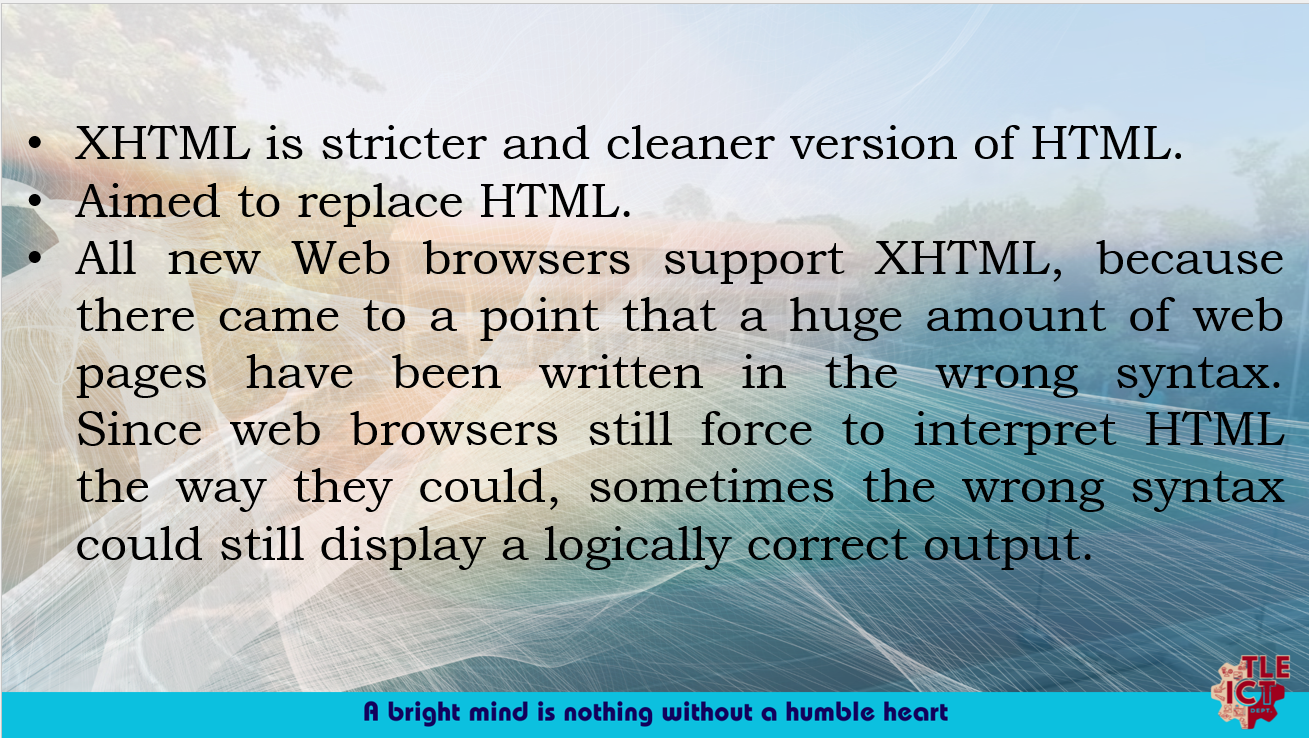 • XHTML is stricter and cleaner version of HTML.
• Aimed to replace HTML.
• All new Web browsers support XHTML, because
there came to a point that a huge amount of web
pages have been written in the wrong syntax.
Since web browsers still force to interpret HTML
the way they could, sometimes the wrong syntax
could still display a logically correct output.
TLE
ICT
DEPT.
A bright mind is nothing without a humble heart